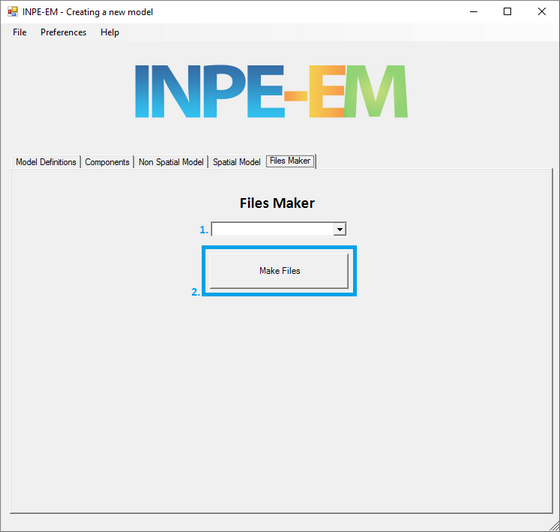 INPE-EM - Creating a new model
File Preferences Help
INPE-EM
Model Definitions Components Non Spatial Model Spatial Model Files Maker
Files Maker
1.
Make Files
2.